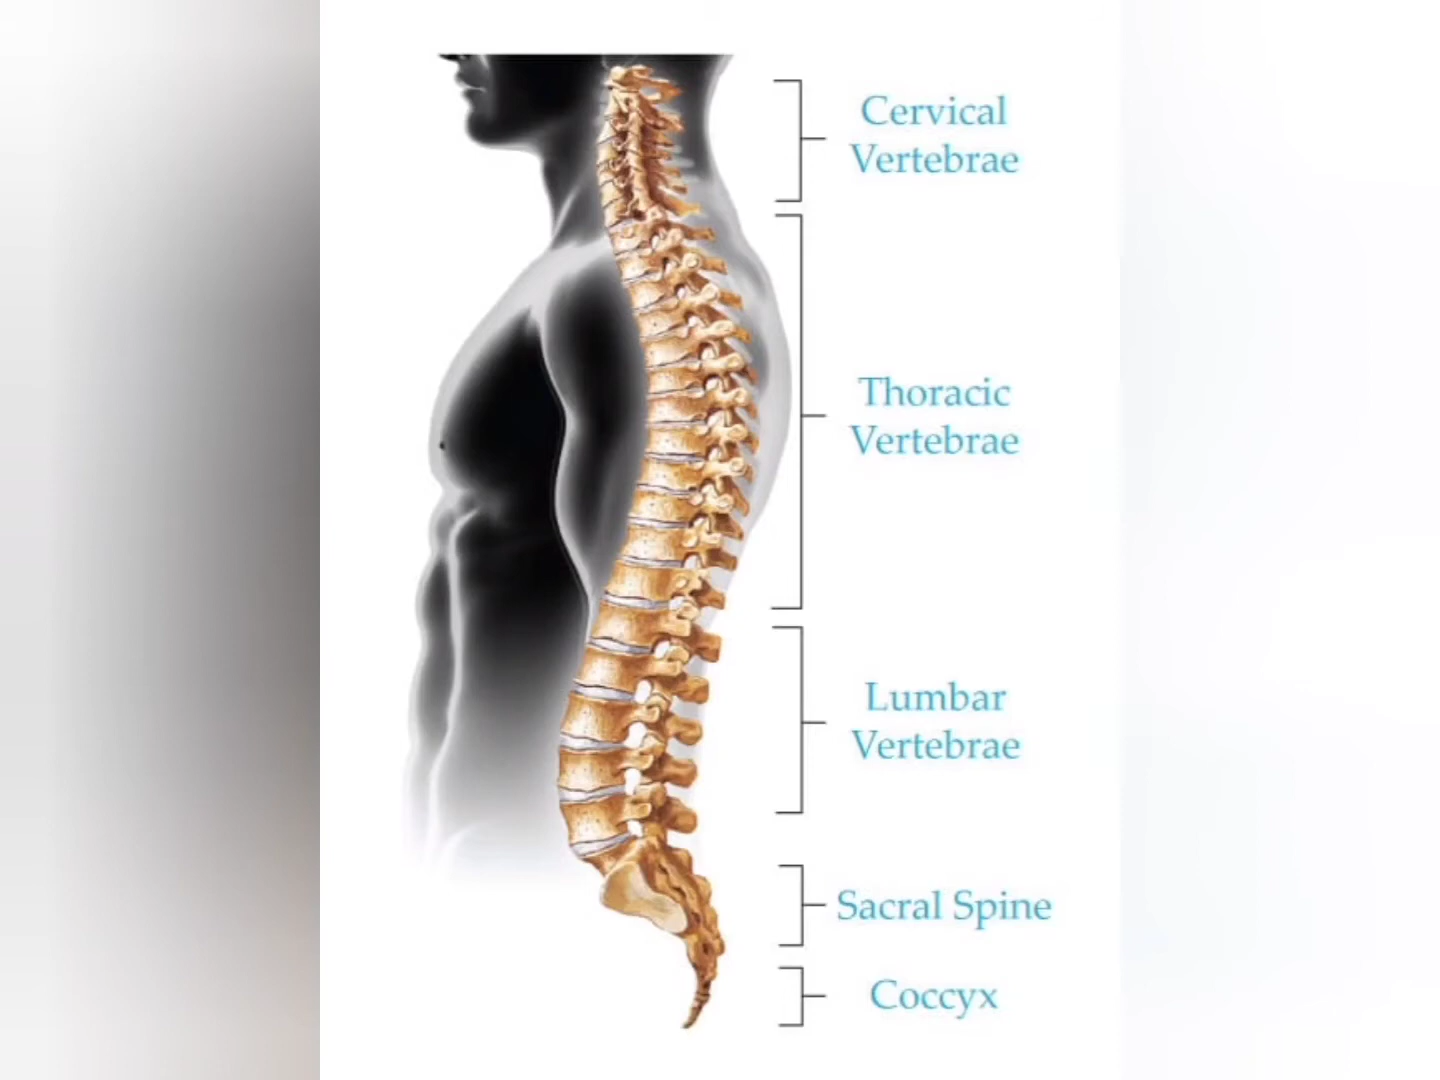 Cervical
Vertebrae
Thoracic
Vertebrae
Lumbar
Vertebrae
Sacral Spine
Coccyx